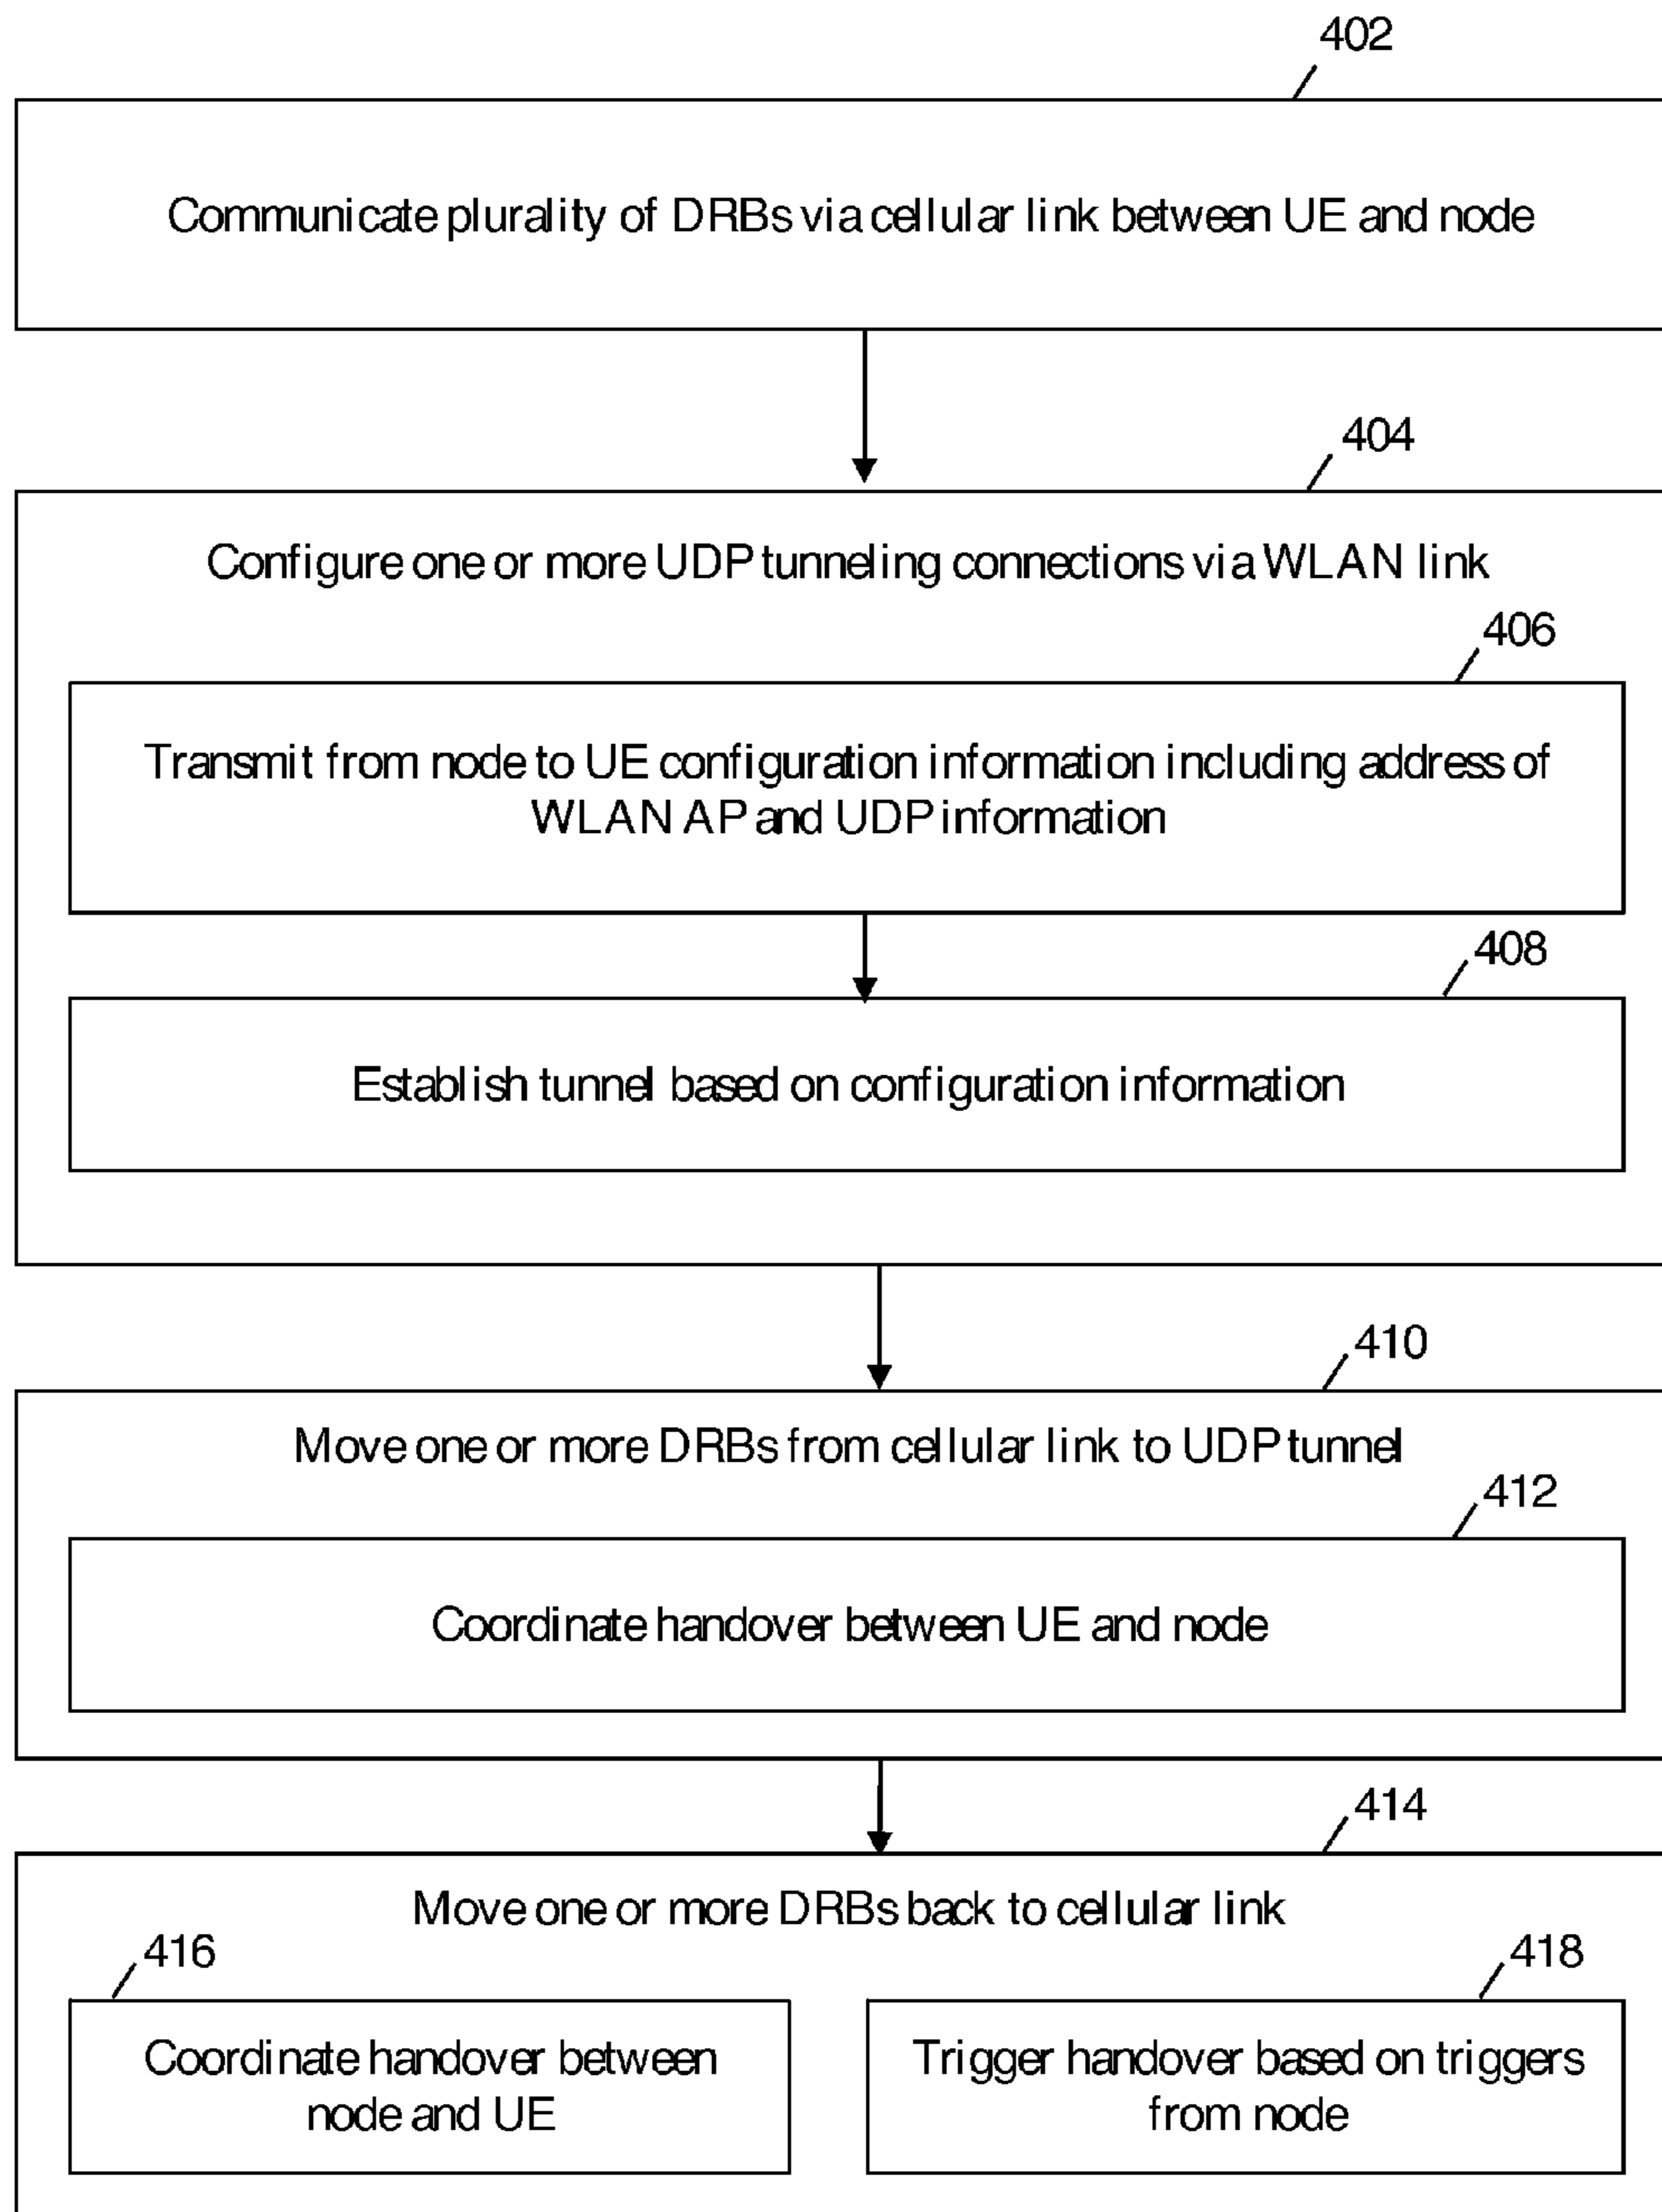 402
Communicate plurality of DRBs via cellular link between UE and node
404
Configure one or more UDP tunneling connections via WLAN link
406
Transmit from node to UE configuration information including address of
WLAN AP and UDP information
408
Establish tunnel based on configuration information
410
Move one or more DRBs from cellular link to UDP tunnel
412
Coordinate handover between UE and node
414
Move one or more DRBs back to cellular link
416
Coordinate handover between
node and UE
418
Trigger handover based on triggers
from node